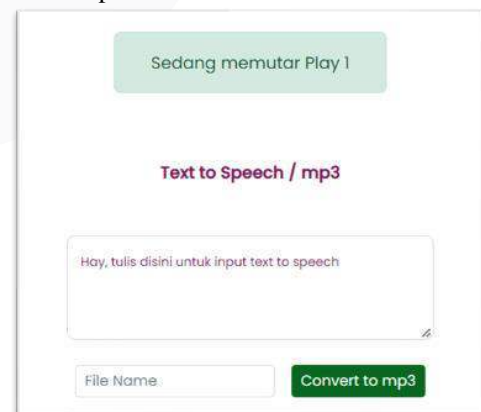 Sedang memutar Play 1
Text to Speech / mp3
Hay, tulis disini untuk input text to speech
File Name
Convert to mp3